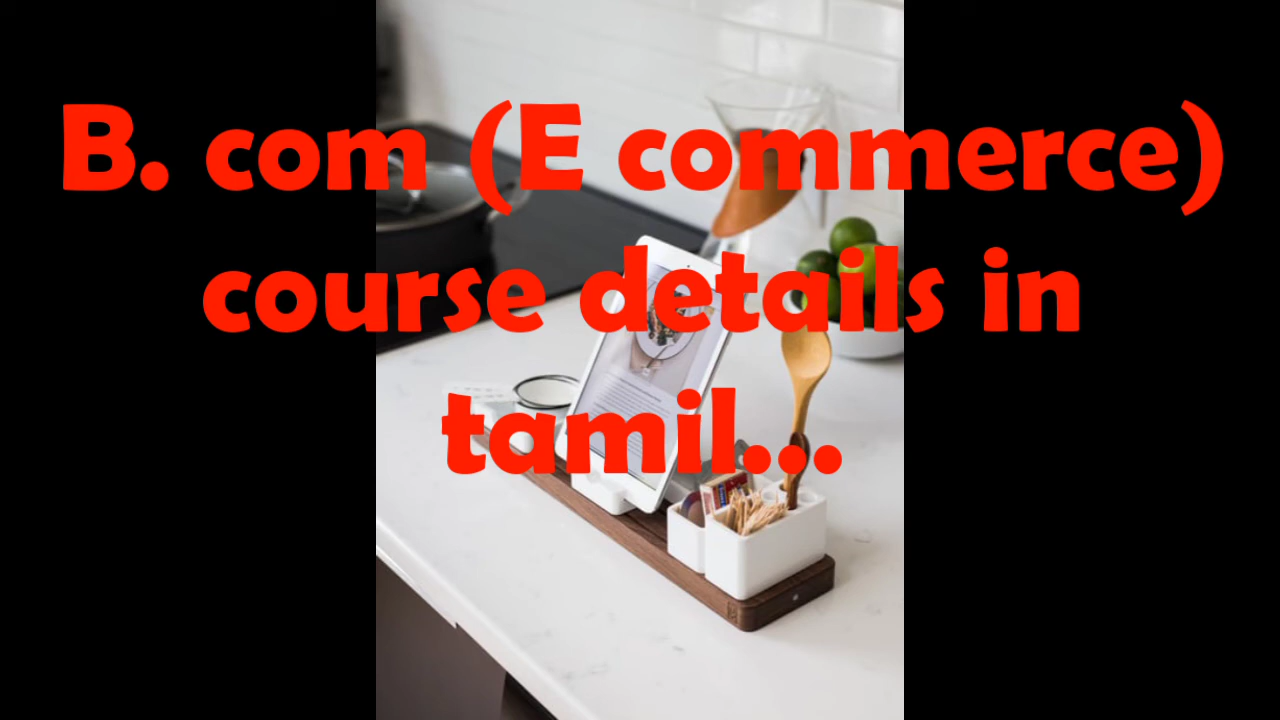 B. com (E commerce)
course details in
tamil...